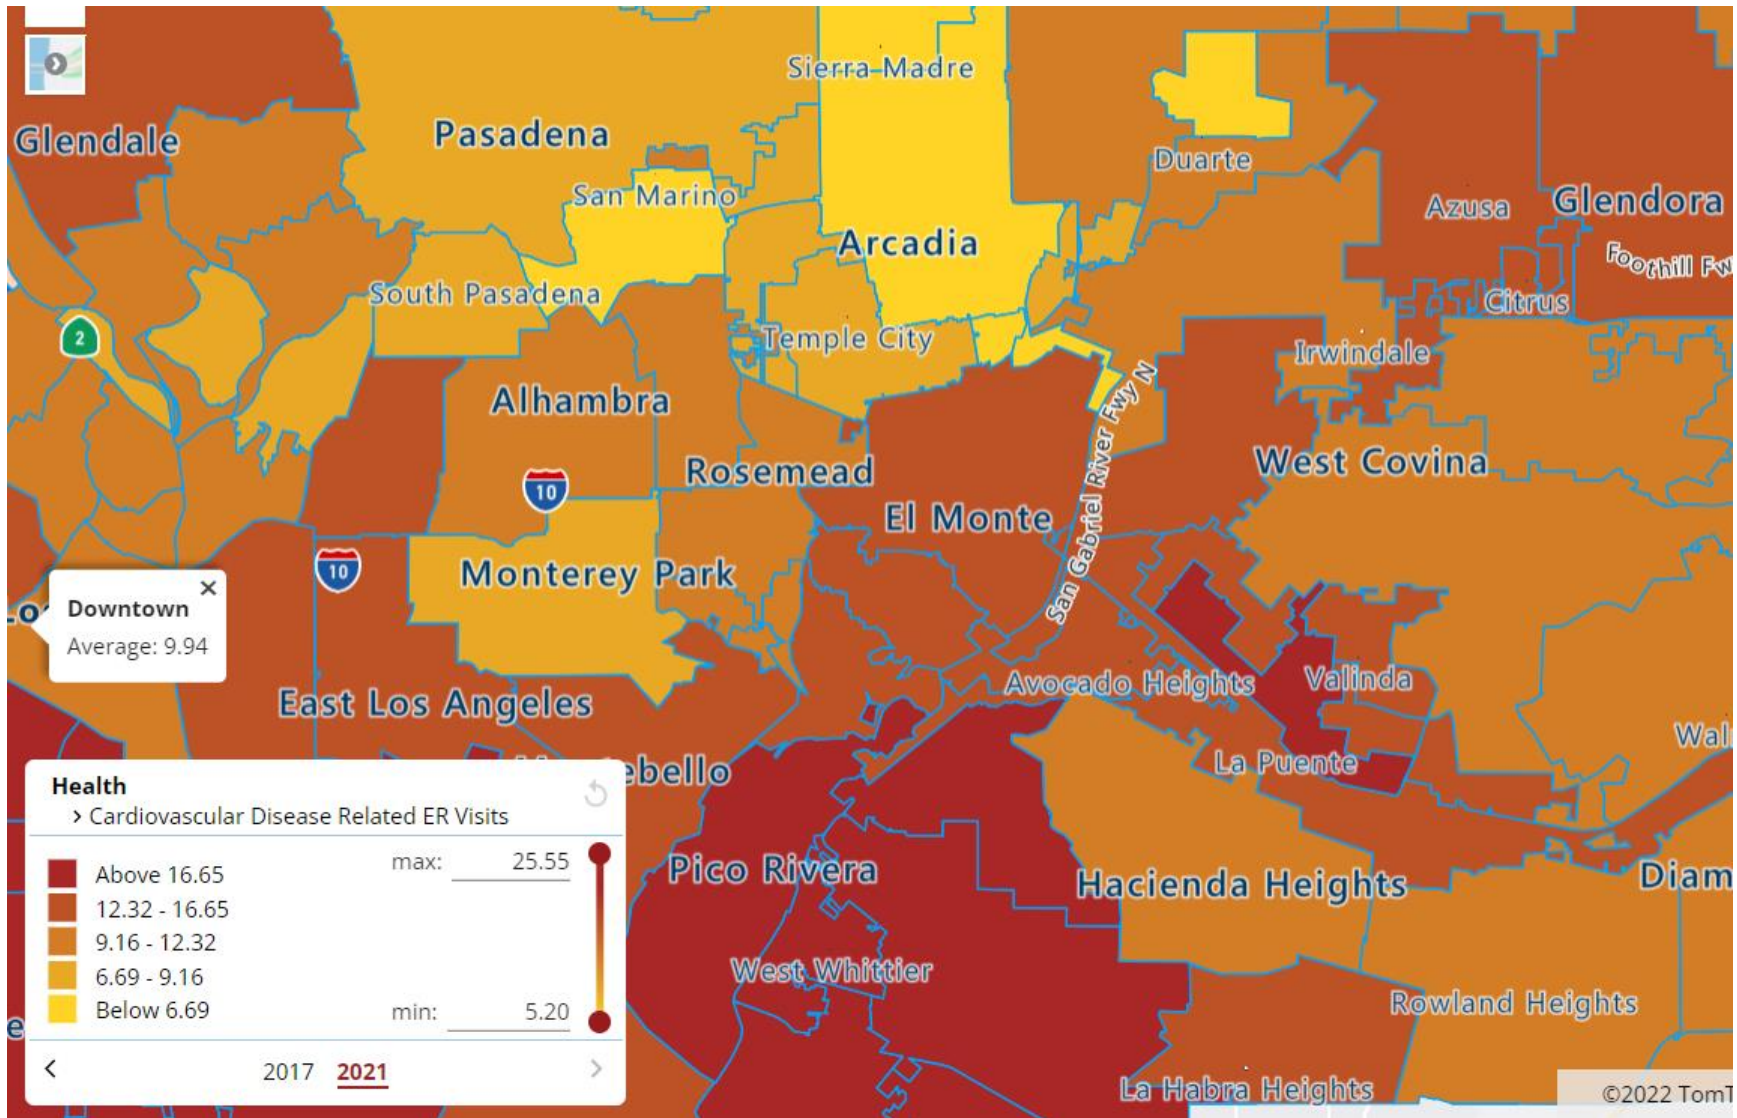 Sierra Madre
Glendale
Pasadena
Duarte
San Marino
Azusa
Glendora
Arcadia
Foothill Fw
South Pasadena
Citrus
2
Temple City
Irwindale
San Gabriel River Fwy N
Alhambra
West Covina
Rosemead
10
El Monte
10
Monterey Park
Lo
Downtown
Average: 9.94
Avocado Heights
Valinda
East Los Angeles
Wal
ebello
La Puente
Health
Cardiovascular Disease Related ER Visits
Above 16.65
12.32 - 16.65
9.16 - 12.32
6.69 - 9.16
Below 6.69
max: 25.55
min: 5.20
2017 2021
Pico Rivera
Hacienda Heights
Diam
West Whittier
Rowland Heights
e
La Habra Heights
©2022 TomT